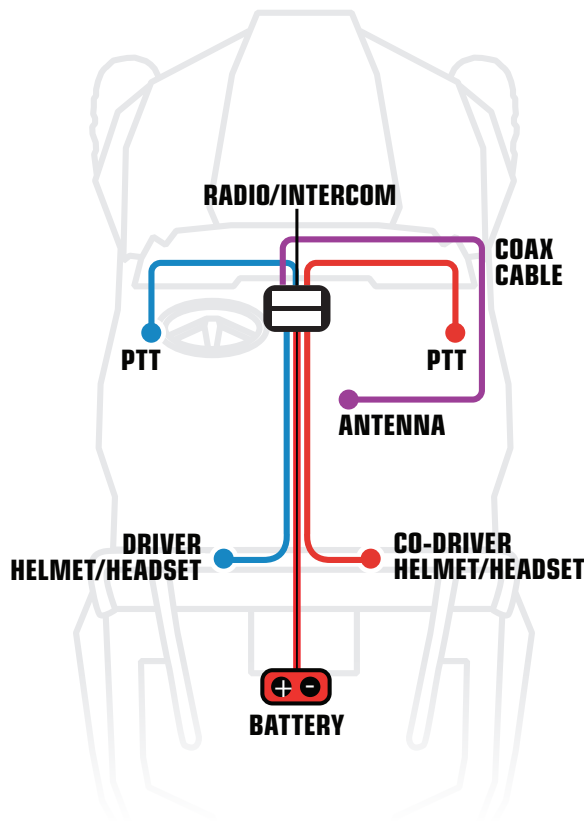 RADIO/INTERCOM
COAX
CABLE
PTT
PTT
ANTENNA
DRIVER
HELMET/HEADSET
CO-DRIVER
HELMET/HEADSET
+ -
BATTERY